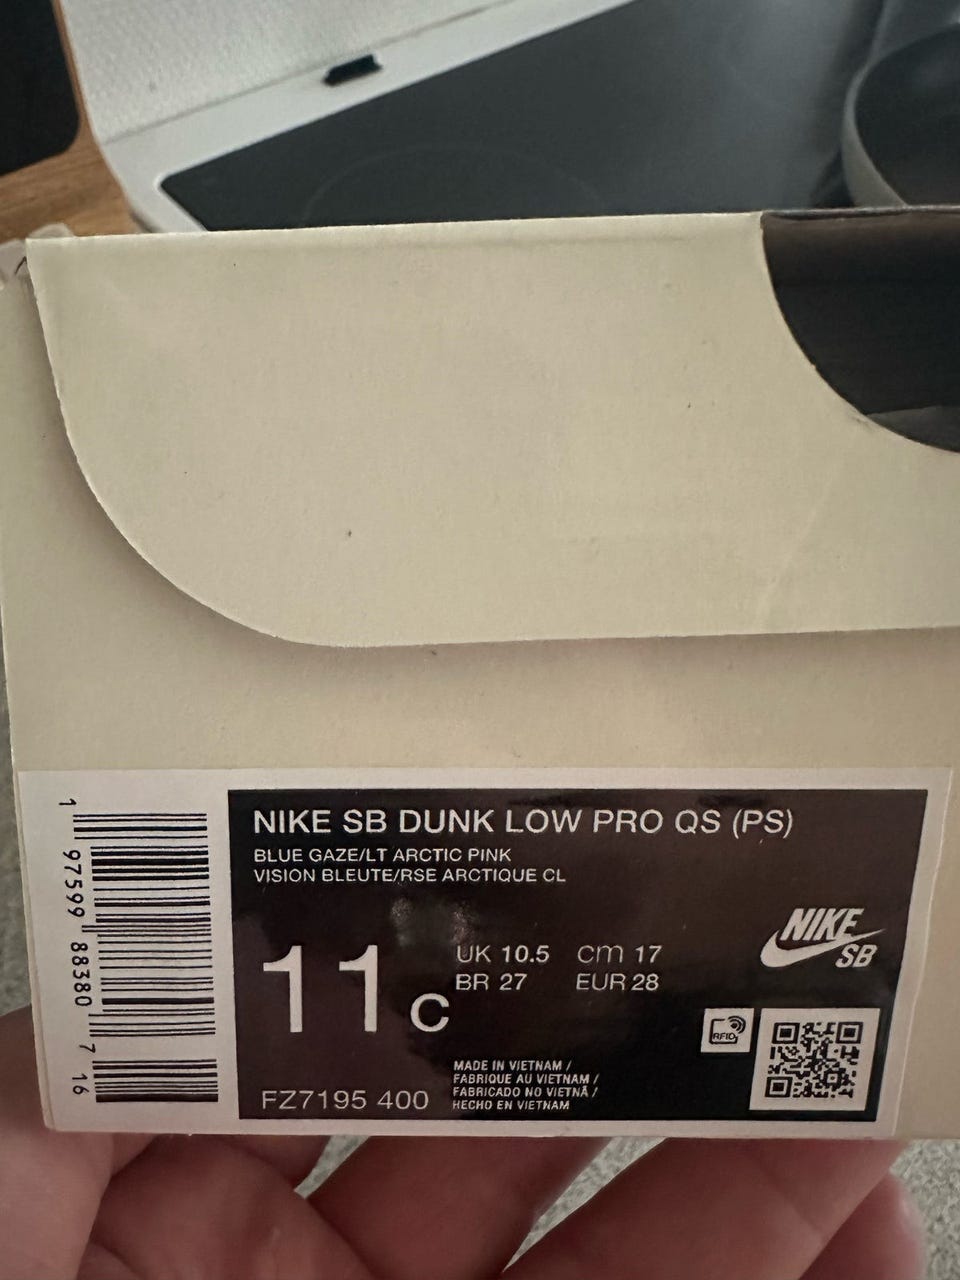 NIKE SB DUNK LOW PRO QS (PS)
BLUE GAZE/LT ARCTIC PINK
VISION BLEUTE/RSE ARCTIQUE CL
11 C
UK 10.5 cm 17
BR 27 EUR 28
NIKE
SB
RFID
MADE IN VIETNAM /
FABRIQUE AU VIETNAM /
FABRICADO NO VIETNÃ /
HECHO EN VIETNAM
FZ7195 400
1 97599 88380 7 16